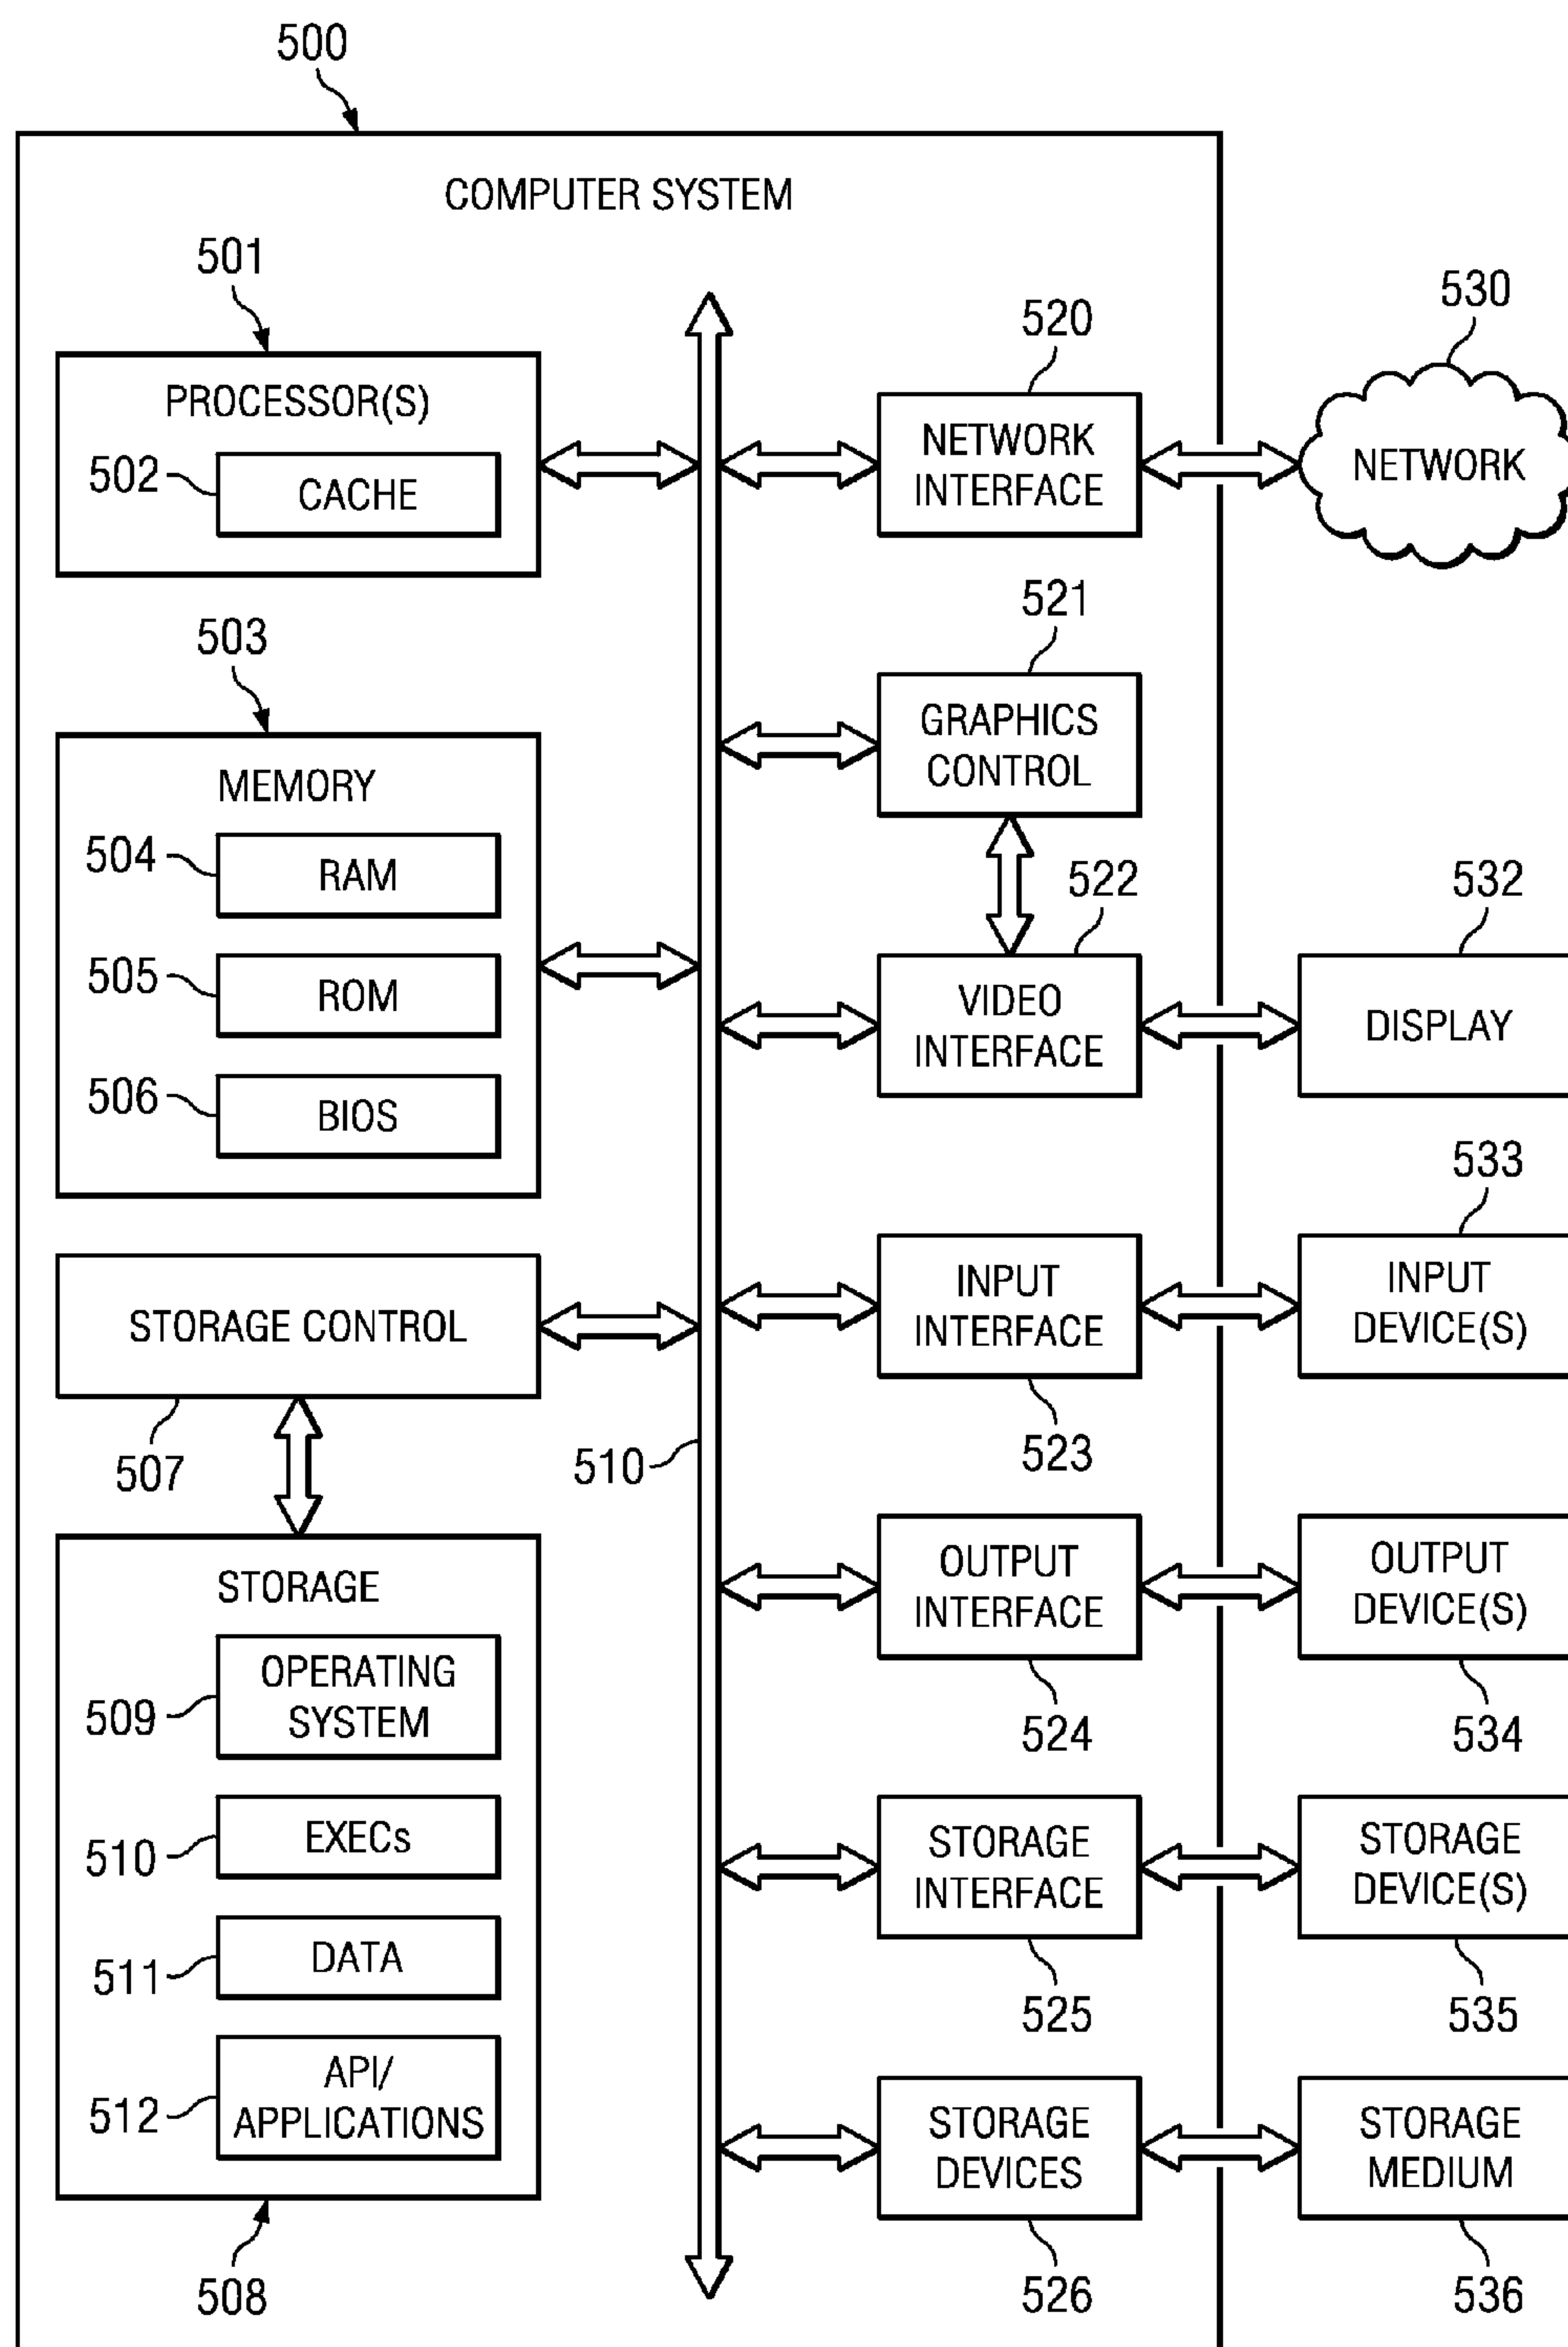 500
COMPUTER SYSTEM
501
PROCESSOR(S)
502
CACHE
503
MEMORY
504
RAM
505
ROM
506
BIOS
STORAGE CONTROL
507
STORAGE
509
OPERATING
SYSTEM
510
EXECs
511
DATA
512
API/
APPLICATIONS
508
510
520
NETWORK
INTERFACE
530
NETWORK
521
GRAPHICS
CONTROL
522
VIDEO
INTERFACE
532
DISPLAY
INPUT
INTERFACE
523
533
INPUT
DEVICE(S)
OUTPUT
INTERFACE
524
OUTPUT
DEVICE(S)
534
STORAGE
INTERFACE
525
STORAGE
DEVICE(S)
535
STORAGE
DEVICES
526
STORAGE
MEDIUM
536